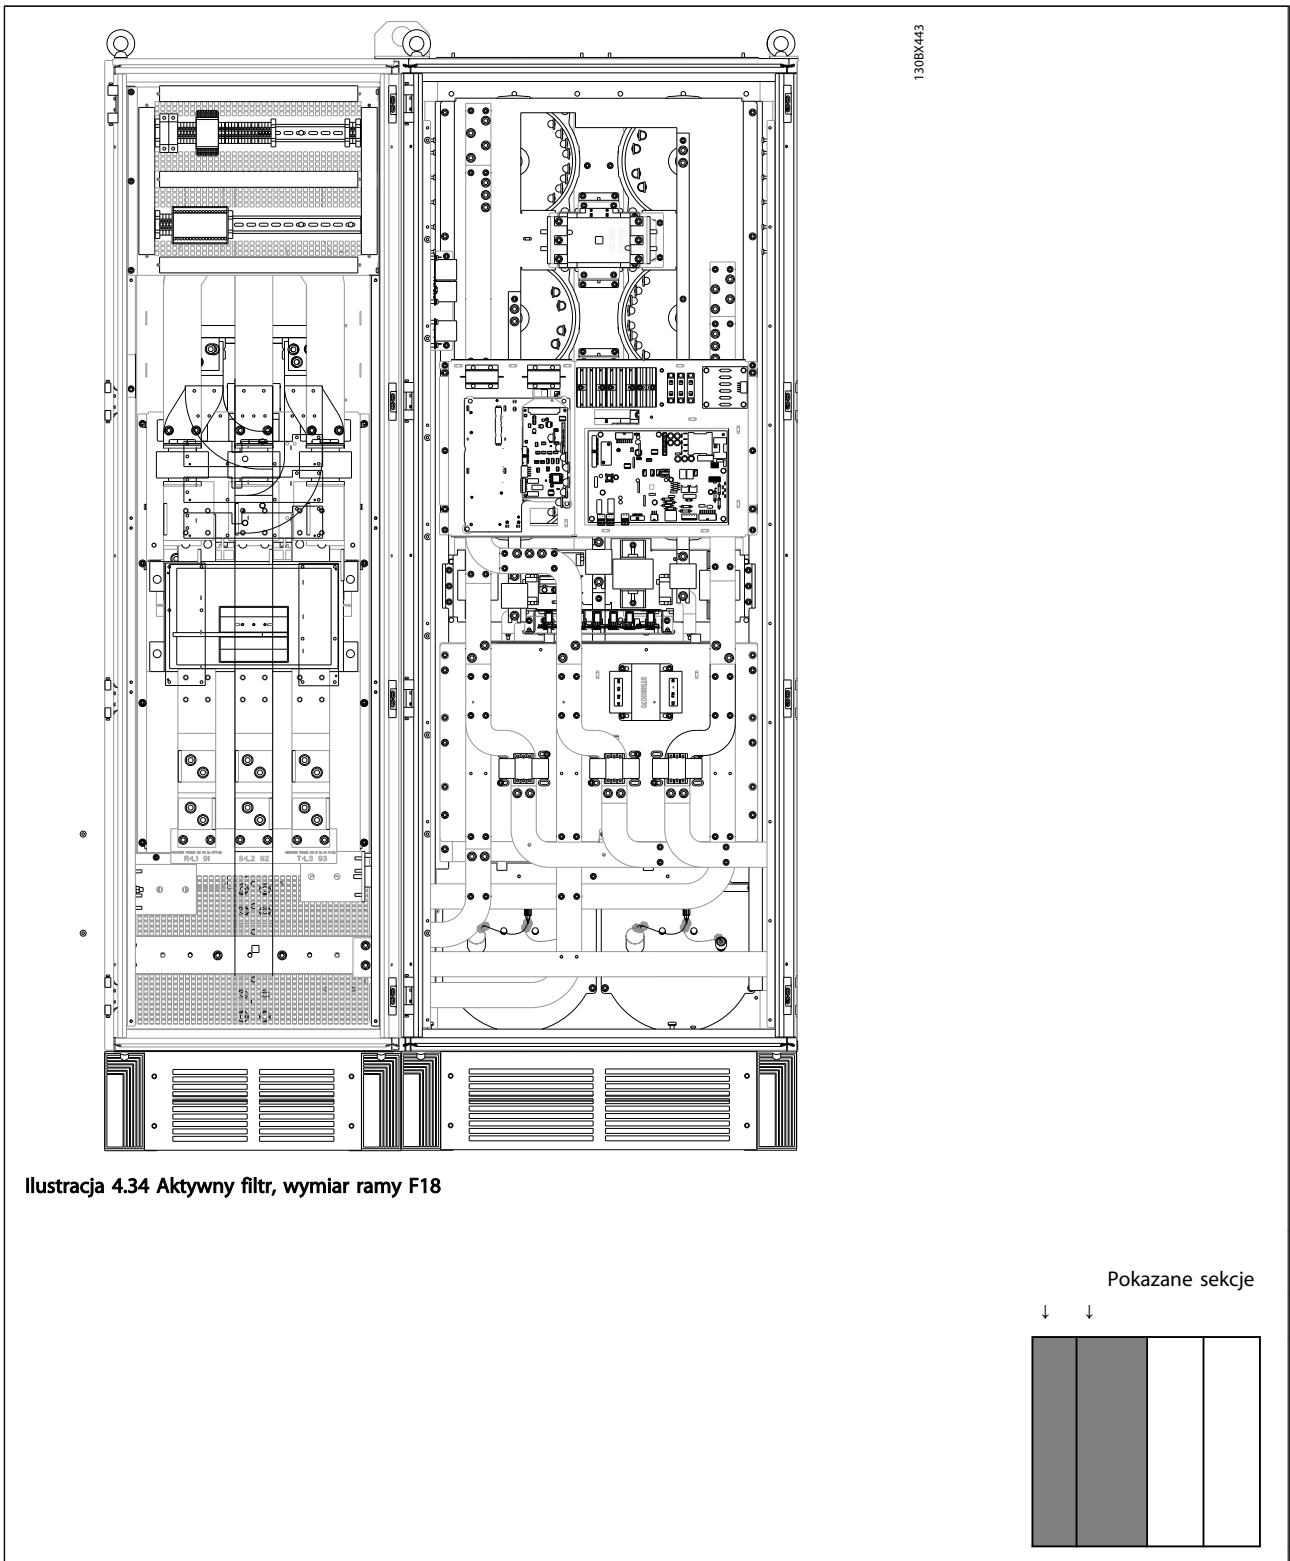 130BX443
R/L1 91
S/L2 92
T/L3 93
Ilustracja 4.34 Aktywny filtr, wymiar ramy F18
Pokazane sekcje
↓ ↓